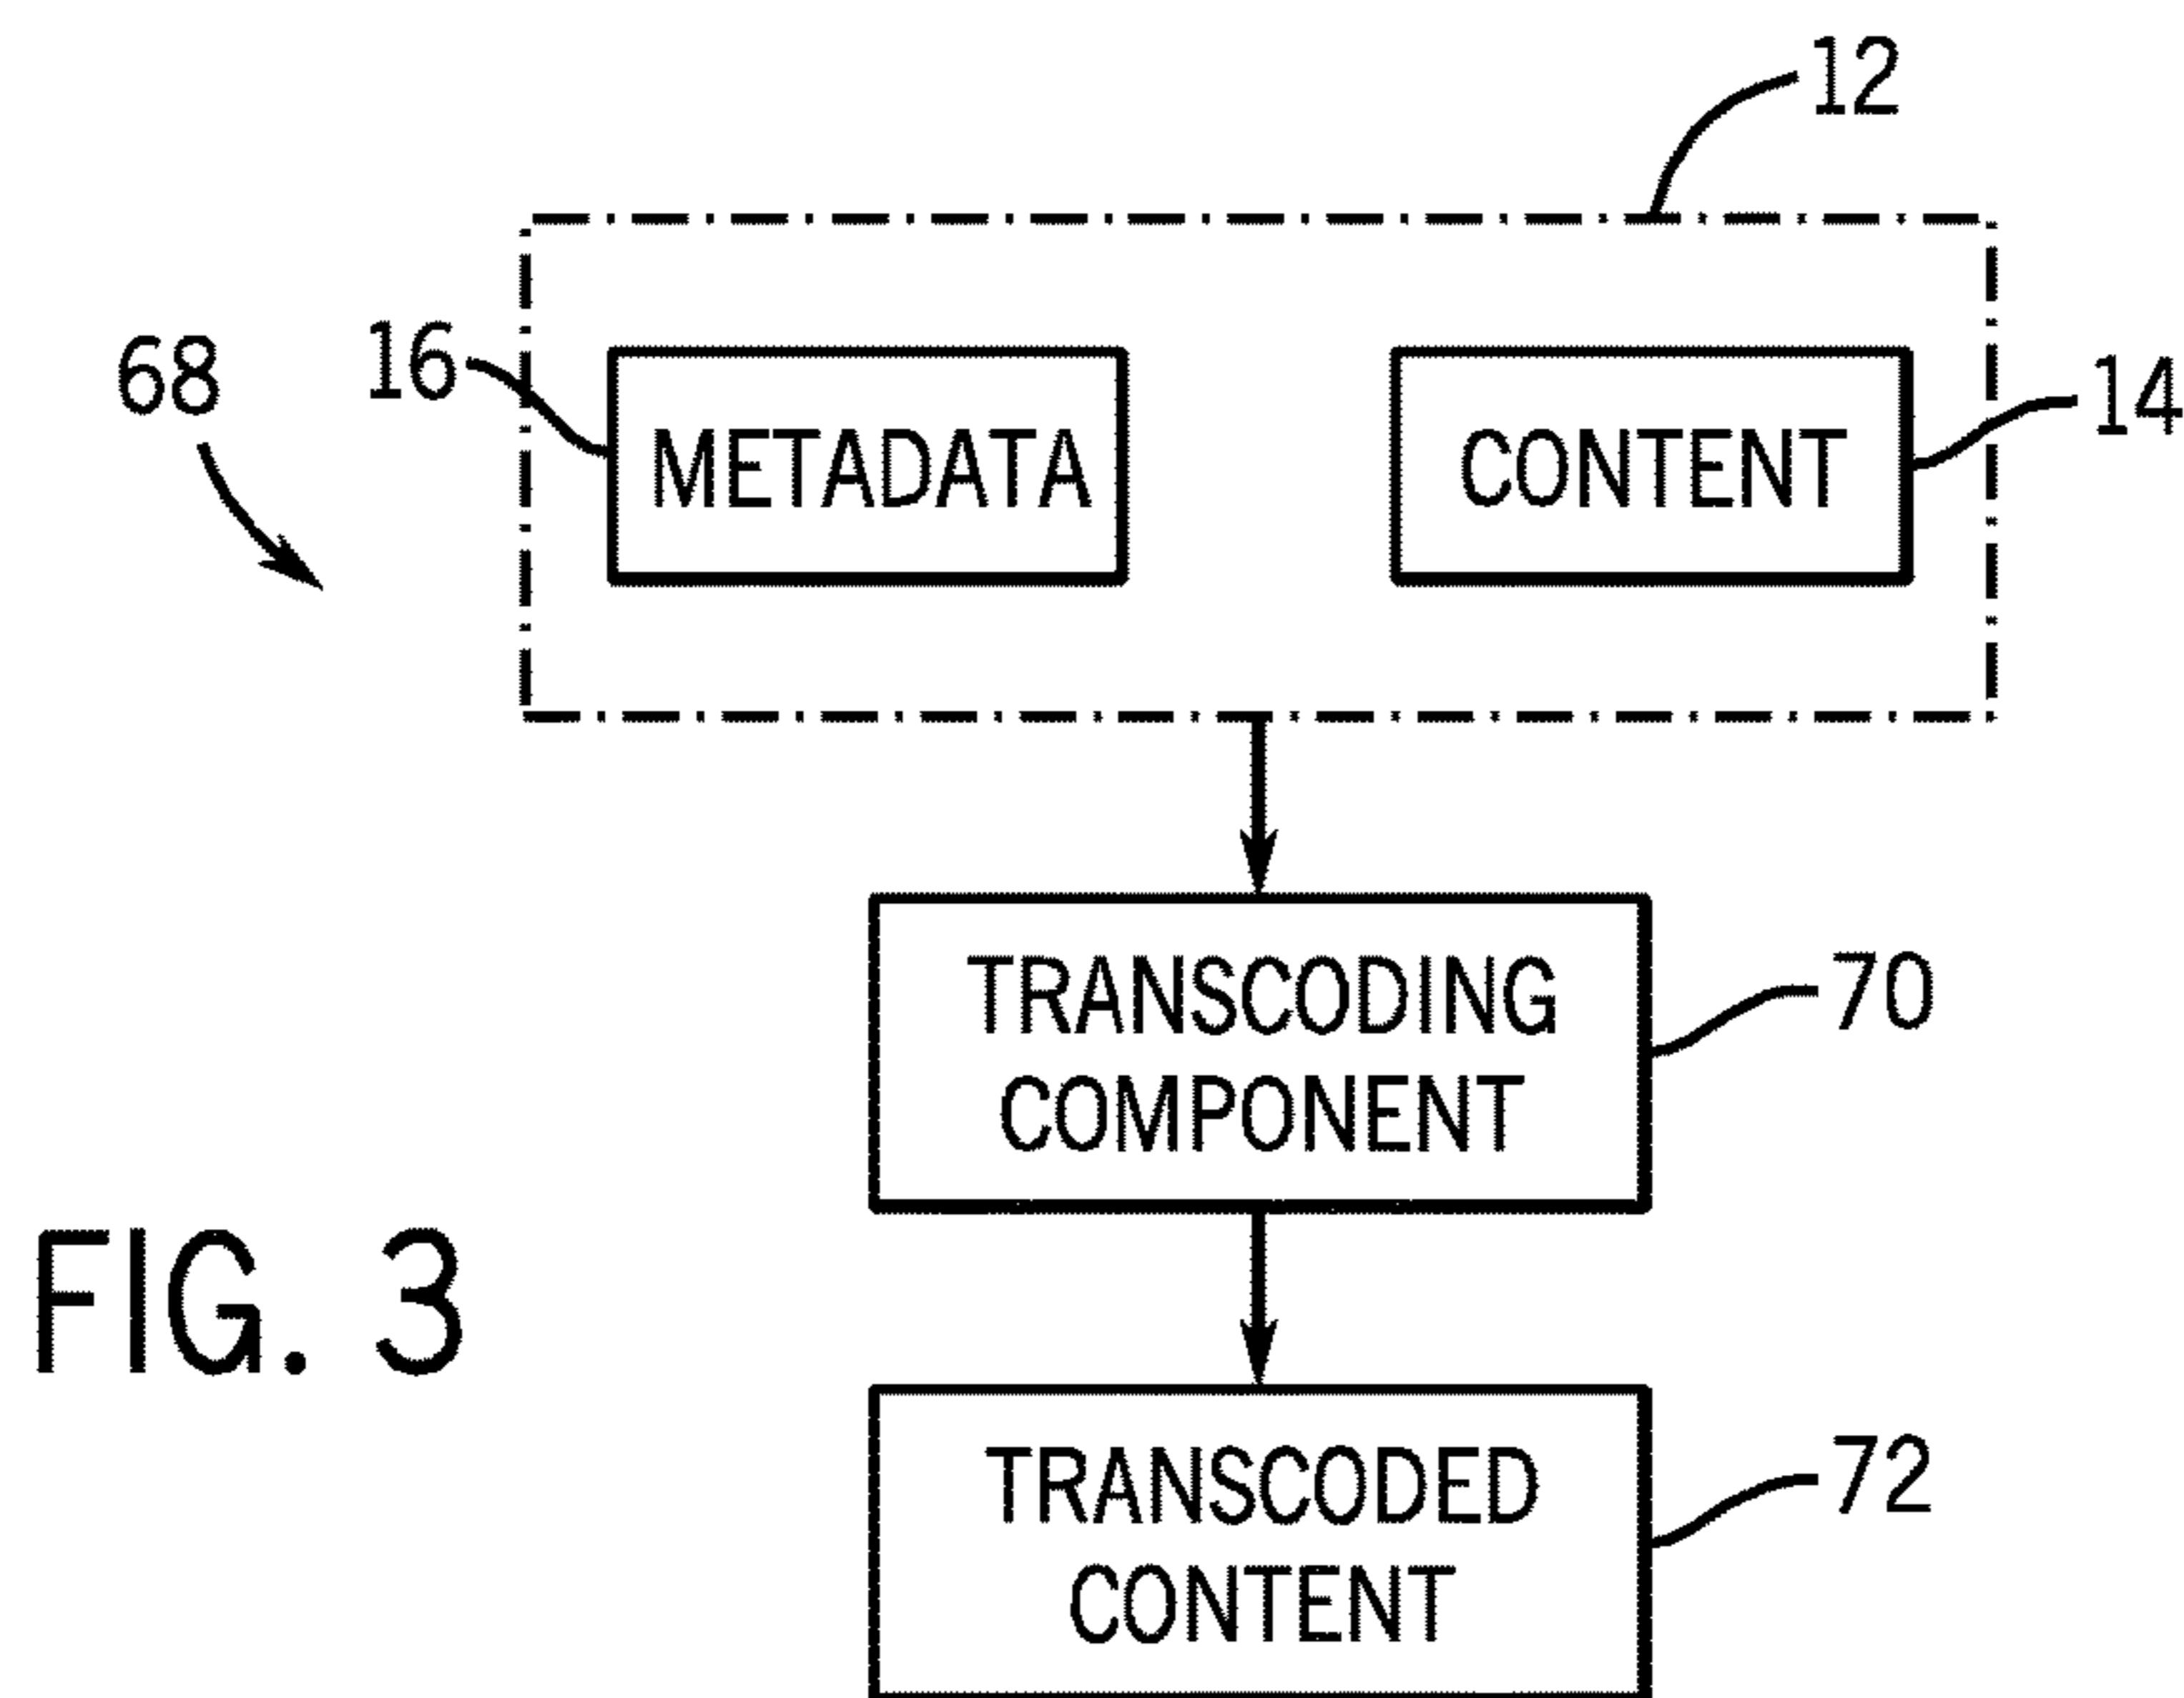 12
68
16
METADATA
CONTENT
14
TRANSCODING
COMPONENT
70
FIG. 3
TRANSCODED
CONTENT
72